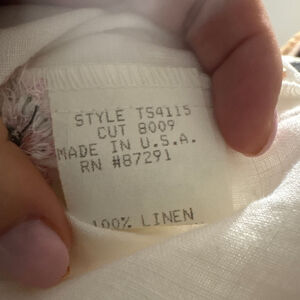 STYLE TS4115
CUT 8009
MADE IN U.S.A.
RN #87291
100% LINEN